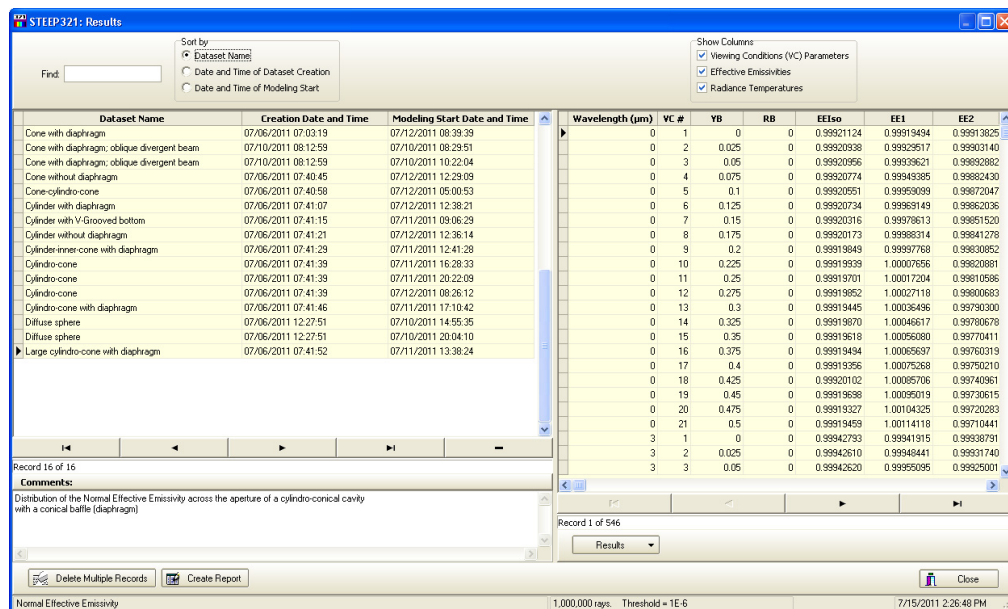 STEEP321: Results
Sort by
Find:
Dataset Name
Date and Time of Dataset Creation
Date and Time of Modeling Start
Show Columns
Viewing Conditions (VC) Parameters
Effective Emissivities
Radiance Temperatures
Dataset Name Creation Date and Time Modeling Start Date and Time
Cone with diaphragm 07/06/2011 07:03:19 07/12/2011 08:39:39
Cone with diaphragm; oblique divergent beam 07/10/2011 08:12:59 07/10/2011 08:29:51
Cone with diaphragm; oblique divergent beam 07/10/2011 08:12:59 07/10/2011 10:22:04
Cone without diaphragm 07/06/2011 07:40:45 07/12/2011 12:29:09
Cone-cylindro-cone 07/06/2011 07:40:58 07/12/2011 05:00:53
Cylinder with diaphragm 07/06/2011 07:41:07 07/12/2011 12:38:21
Cylinder with V-Grooved bottom 07/06/2011 07:41:15 07/11/2011 09:06:29
Cylinder without diaphragm 07/06/2011 07:41:21 07/12/2011 12:36:14
Cylinder-inner-cone with diaphragm 07/06/2011 07:41:29 07/11/2011 12:41:28
Cylindro-cone 07/06/2011 07:41:39 07/11/2011 16:28:33
Cylindro-cone 07/06/2011 07:41:39 07/11/2011 20:22:09
Cylindro-cone 07/06/2011 07:41:39 07/12/2011 08:26:12
Cylindro-cone with diaphragm 07/06/2011 07:41:46 07/11/2011 17:10:42
Diffuse sphere 07/06/2011 12:27:51 07/10/2011 14:55:35
Diffuse sphere 07/06/2011 12:27:51 07/10/2011 20:04:10
Large cylindro-cone with diaphragm 07/06/2011 07:41:52 07/11/2011 13:38:24
Record 16 of 16
Comments:
Distribution of the Normal Effective Emissivity across the aperture of a cylindro-conical cavity
with a conical baffle (diaphragm)
Wavelength (µm) VC # YB RB EEIso EE1 EE2
0 1 0 0 0.99921124 0.99919494 0.99913825
0 2 0.025 0 0.99920938 0.99929517 0.99903140
0 3 0.05 0 0.99920956 0.99939621 0.99892882
0 4 0.075 0 0.99920774 0.99949385 0.99882430
0 5 0.1 0 0.99920551 0.99959099 0.99872047
0 6 0.125 0 0.99920734 0.99969149 0.99862036
0 7 0.15 0 0.99920316 0.99978613 0.99851520
0 8 0.175 0 0.99920173 0.99988314 0.99841278
0 9 0.2 0 0.99919849 0.99997768 0.99830852
0 10 0.225 0 0.99919939 1.00007656 0.99820881
0 11 0.25 0 0.99919701 1.00017204 0.99810586
0 12 0.275 0 0.99919852 1.00027118 0.99800683
0 13 0.3 0 0.99919445 1.00036496 0.99790300
0 14 0.325 0 0.99919870 1.00046617 0.99780678
0 15 0.35 0 0.99919618 1.00056080 0.99770411
0 16 0.375 0 0.99919494 1.00065697 0.99760319
0 17 0.4 0 0.99919356 1.00075268 0.99750210
0 18 0.425 0 0.99920102 1.00085706 0.99740961
0 19 0.45 0 0.99919698 1.00095019 0.99730615
0 20 0.475 0 0.99919327 1.00104325 0.99720283
0 21 0.5 0 0.99919459 1.00114118 0.99710441
3 1 0 0 0.99942793 0.99941915 0.99938791
3 2 0.025 0 0.99942610 0.99948441 0.99931740
3 3 0.05 0 0.99942620 0.99955095 0.99925001
Record 1 of 546
Results
Delete Multiple Records
Create Report
Close
Normal Effective Emissivity
1,000,000 rays. Threshold = 1E-6
7/15/2011 2:26:48 PM